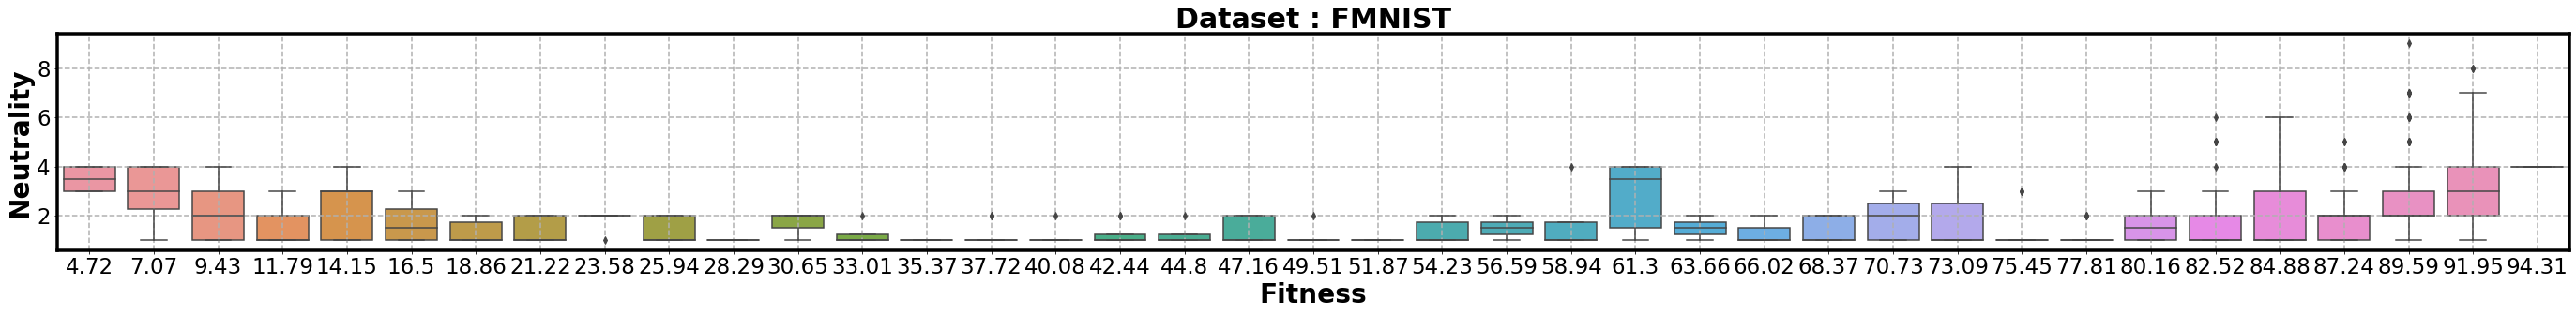 Dataset : FMNIST
Neutrality
8
6
4
2
4.72 7.07 9.43 11.79 14.15 16.5 18.86 21.22 23.58 25.94 28.29 30.65 33.01 35.37 37.72 40.08 42.44 44.8 47.16 49.51 51.87 54.23 56.59 58.94 61.3 63.66 66.02 68.37 70.73 73.09 75.45 77.81 80.16 82.52 84.88 87.24 89.59 91.95 94.31
Fitness